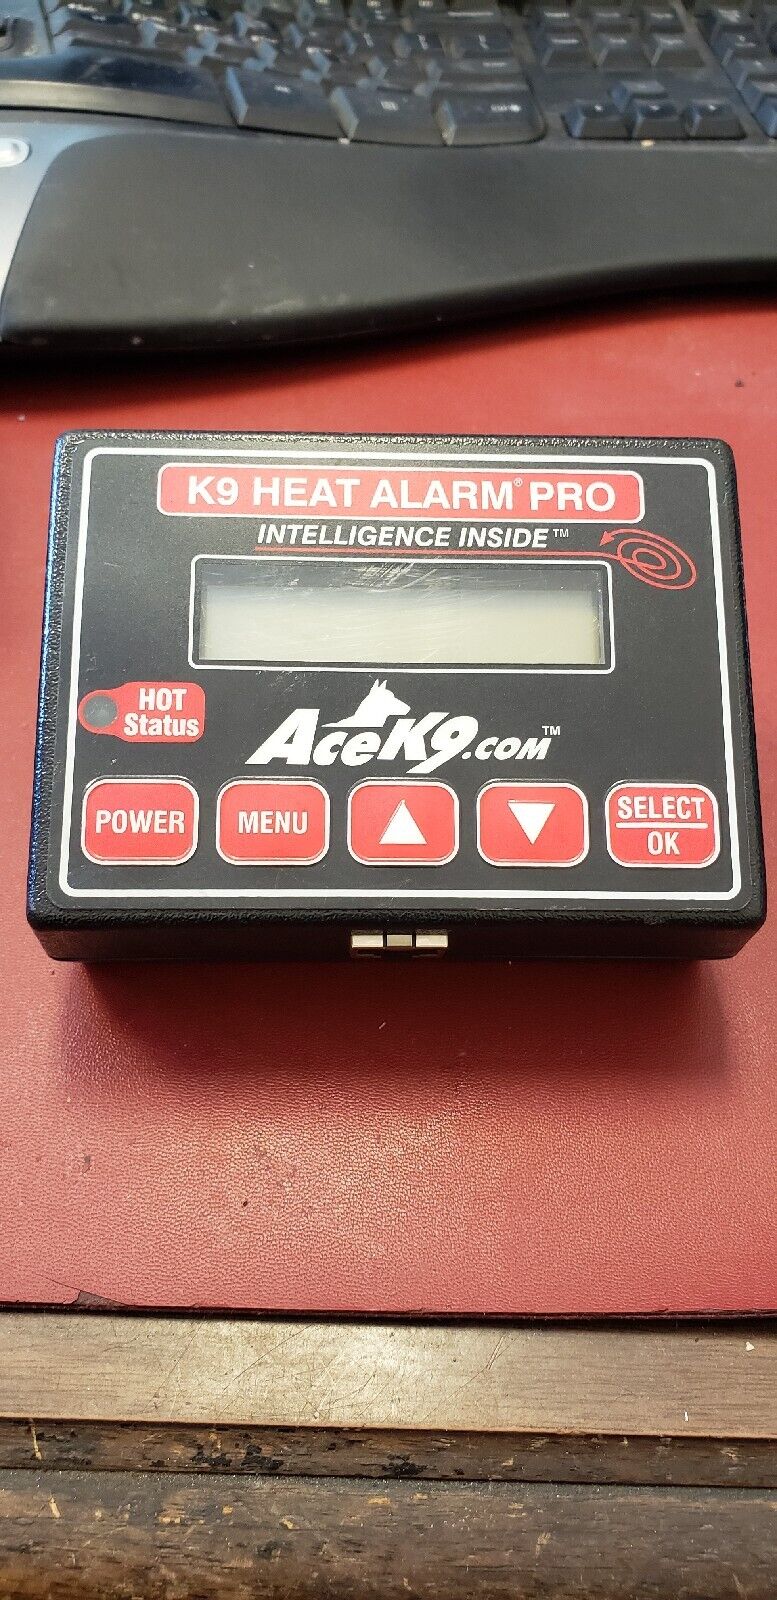 K9 HEAT ALARM® PRO
INTELLIGENCE INSIDE™
HOT
Status
AceK9.com™
POWER
MENU
SELECT
OK